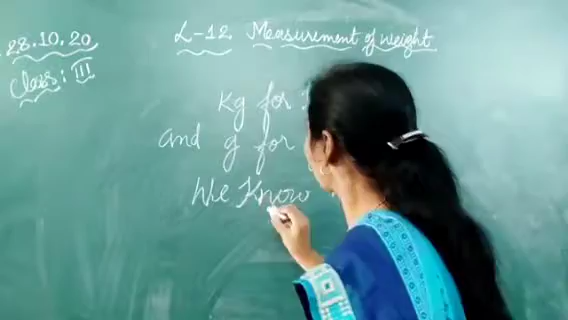 28.10.20
Class: III
L-12. Measurement of weight
Kg for
and g for
We Know